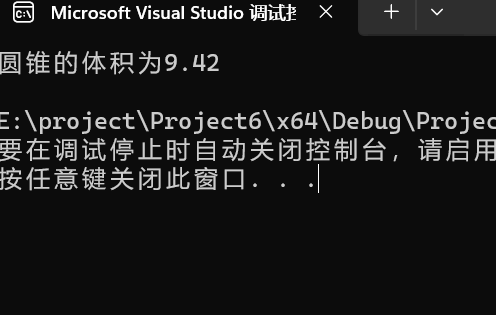 Microsoft Visual Studio 调试控
圆锥的体积为9.42
E:\project\Project6\x64\Debug\Projec
要在调试停止时自动关闭控制台，请启用
按任意键关闭此窗口. . .